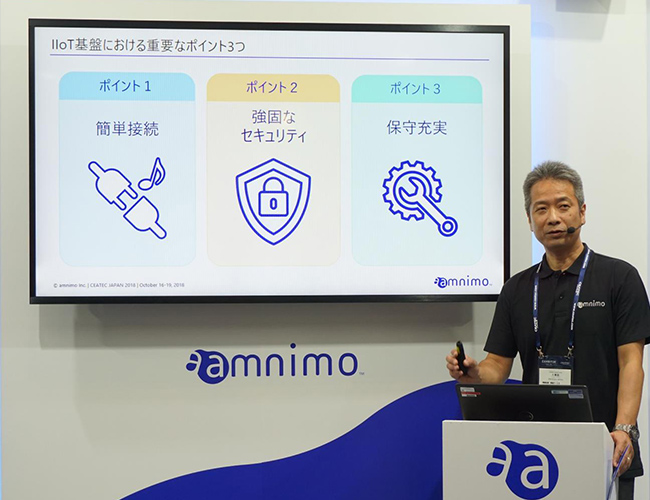 IIoT基盤における重要なポイント3つ
ポイント 1
簡単接続
ポイント 2
強固な
セキュリティ
ポイント 3
保守充実
© amnimo Inc. | CEATEC JAPAN 2018 | October 16-19, 2018
amnimo
amnimo
amnimo
a